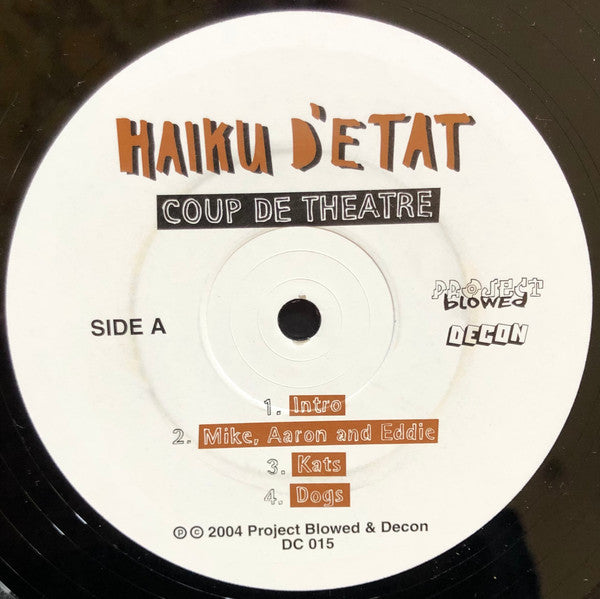 HAIKU D'ETAT
COUP DE THEATRE
PROJECT
blowed
DECON
SIDE A
1. Intro
2. Mike, Aaron and Eddie
3. Kats
4. Dogs
℗ © 2004 Project Blowed & Decon
DC 015